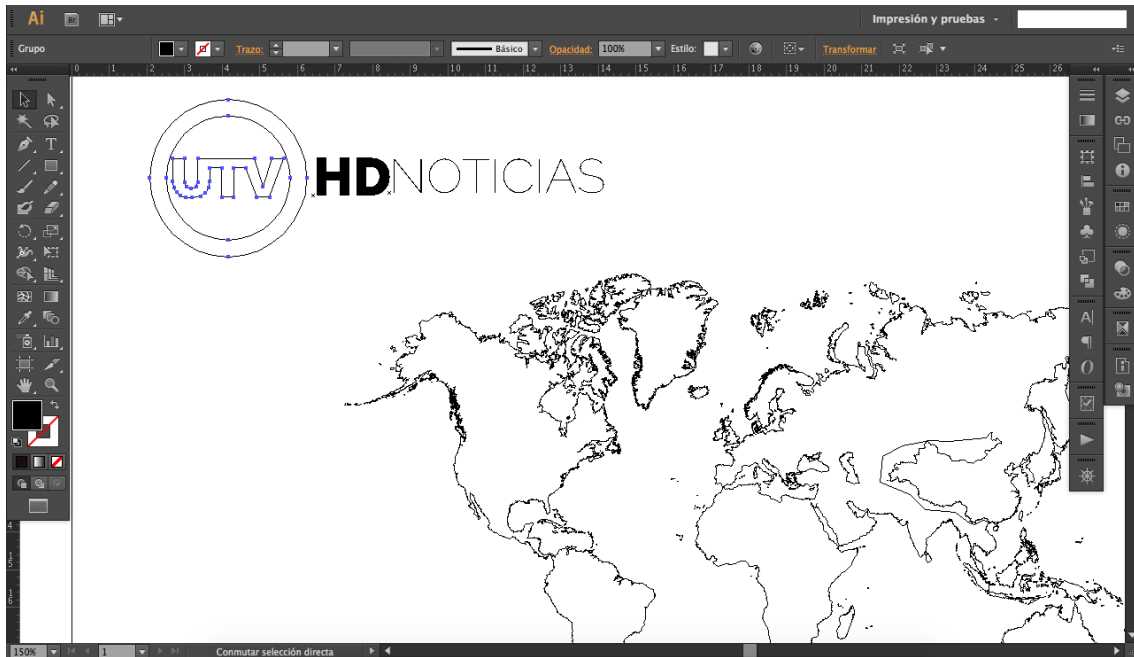 Ai Br Impresión y pruebas
Grupo Trazo: Básico Opacidad: 100% Estilo: Transformar
0 1 2 3 4 5 6 7 8 9 10 11 12 13 14 15 16 17 18 19 20 21 22 23 24 25 26
UTV HDNOTICIAS
150% 1 Conmutar selección directa